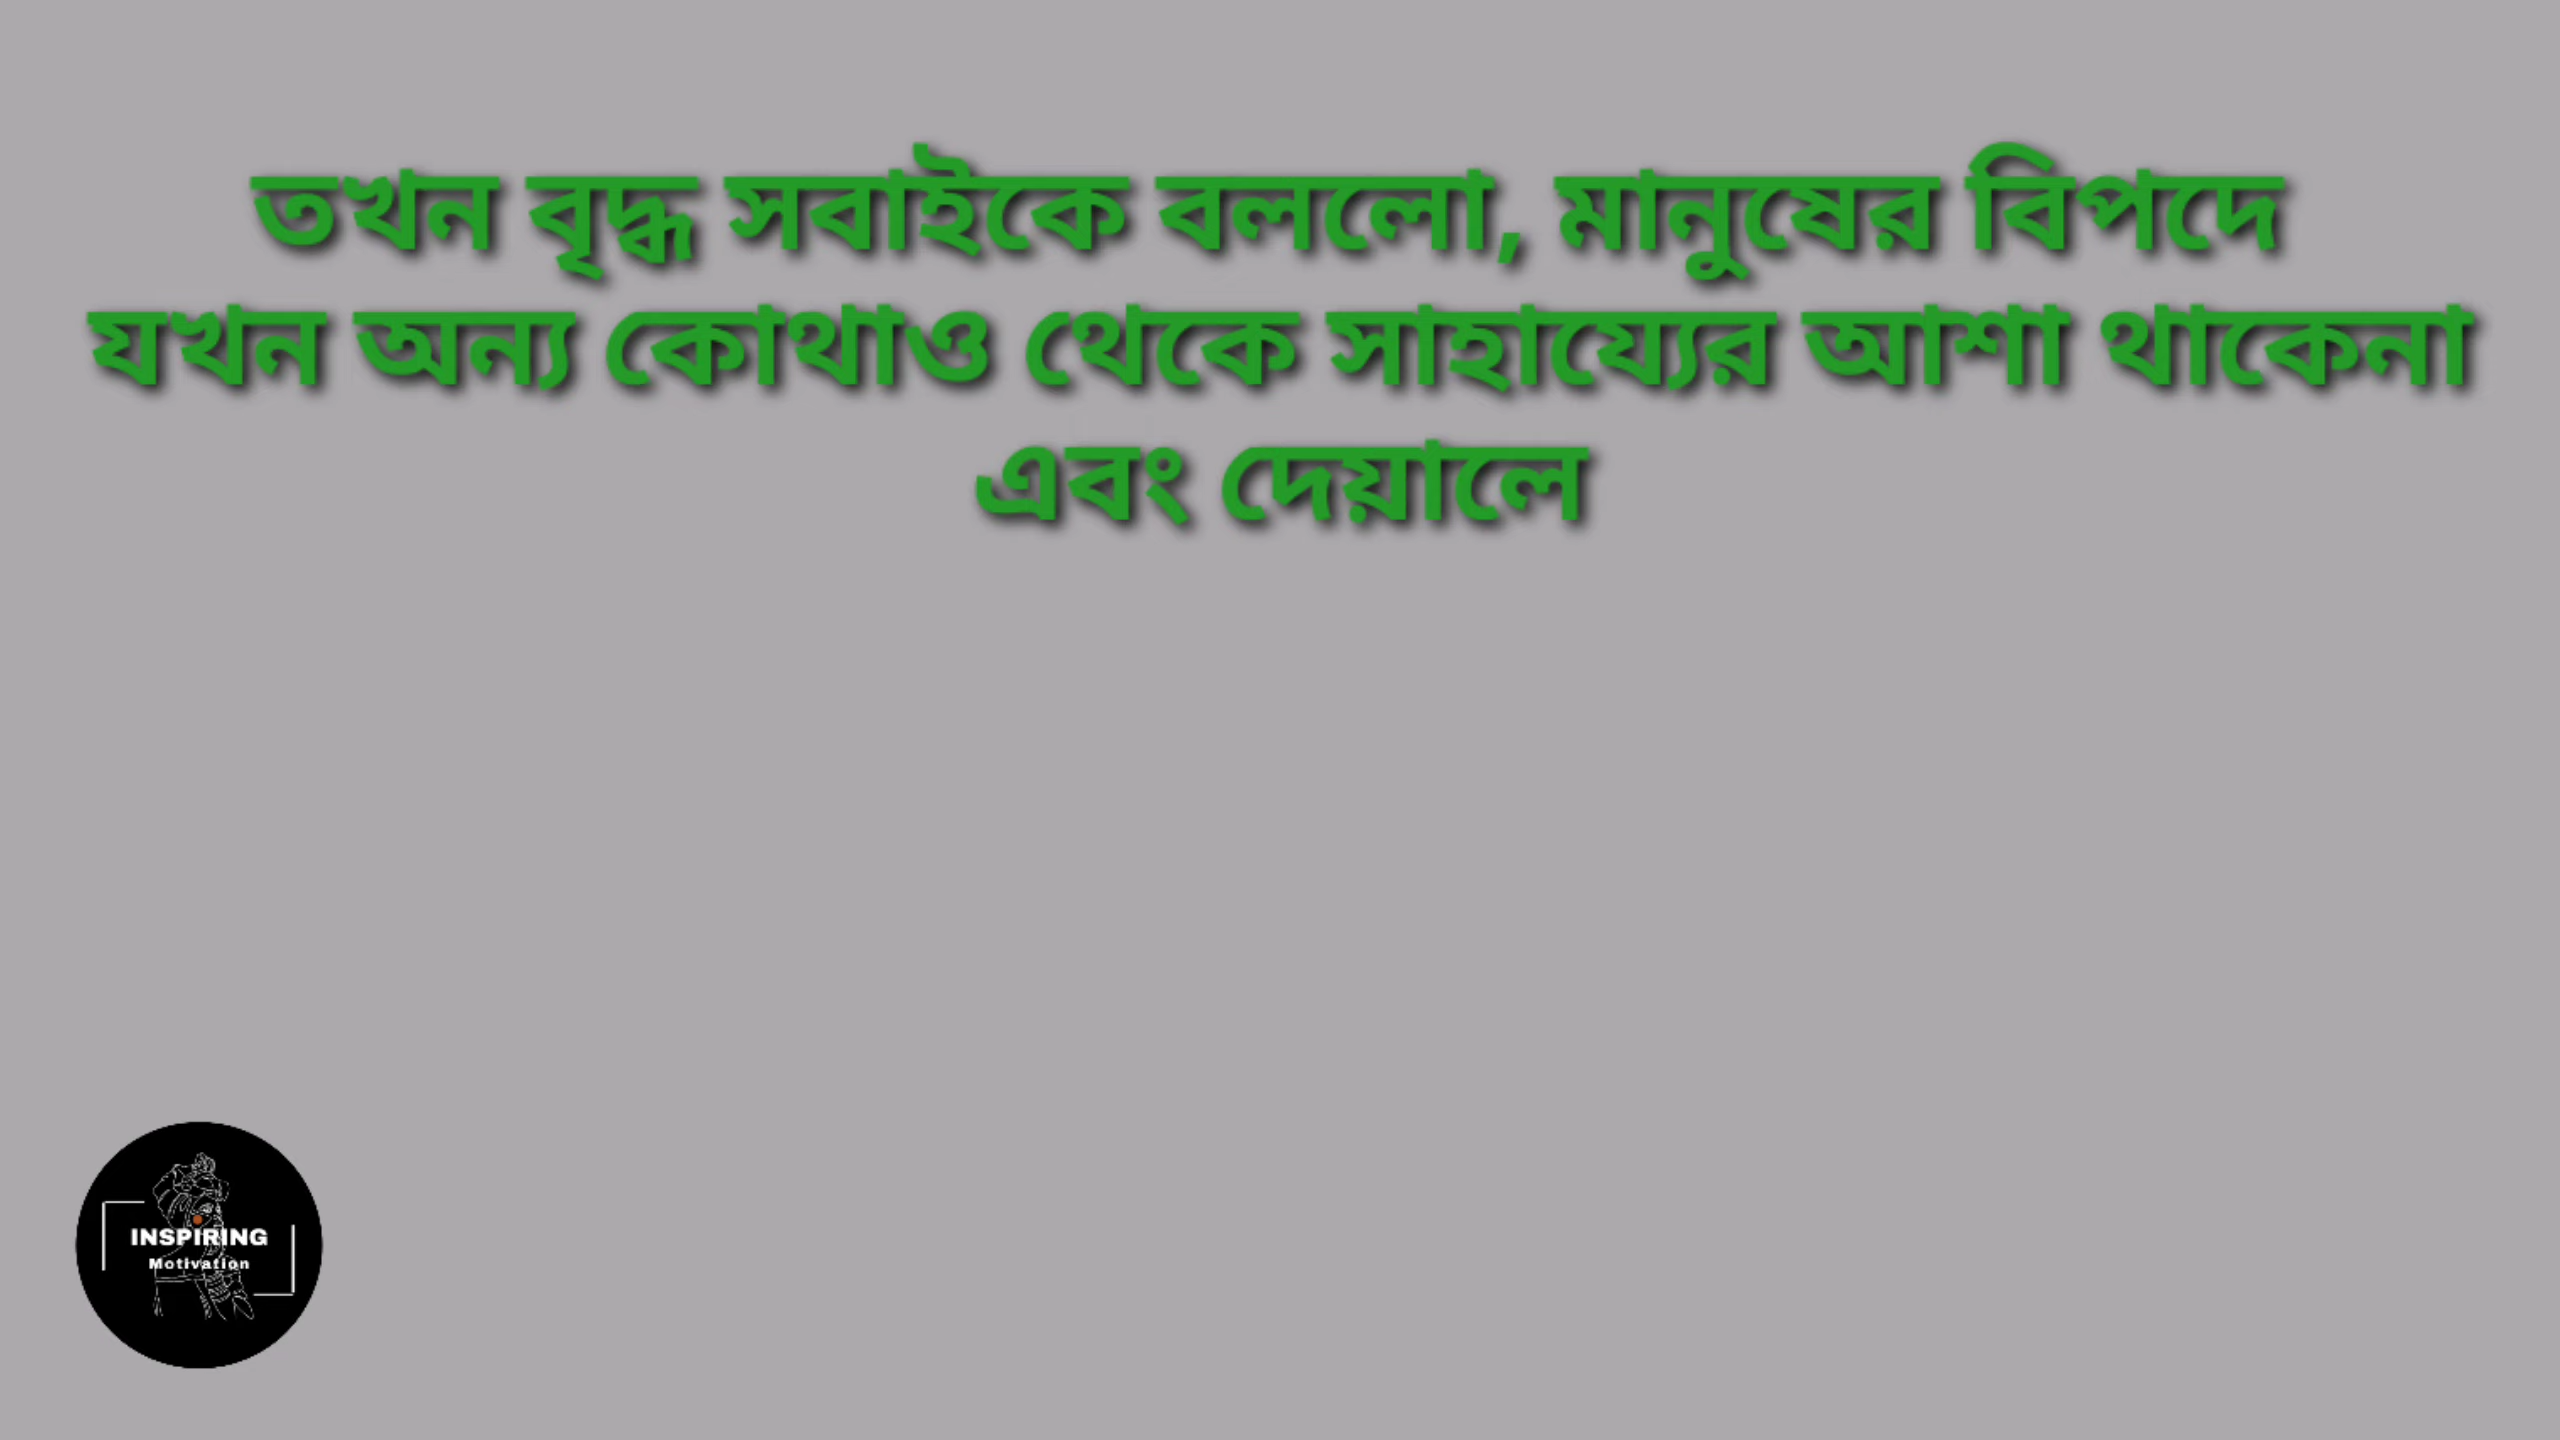 তখন বৃদ্ধ সবাইকে বললো, মানুষের বিপদে
যখন অন্য কোথাও থেকে সাহায্যের আশা থাকেনা
এবং দেয়ালে
INSPIRING
Motivation